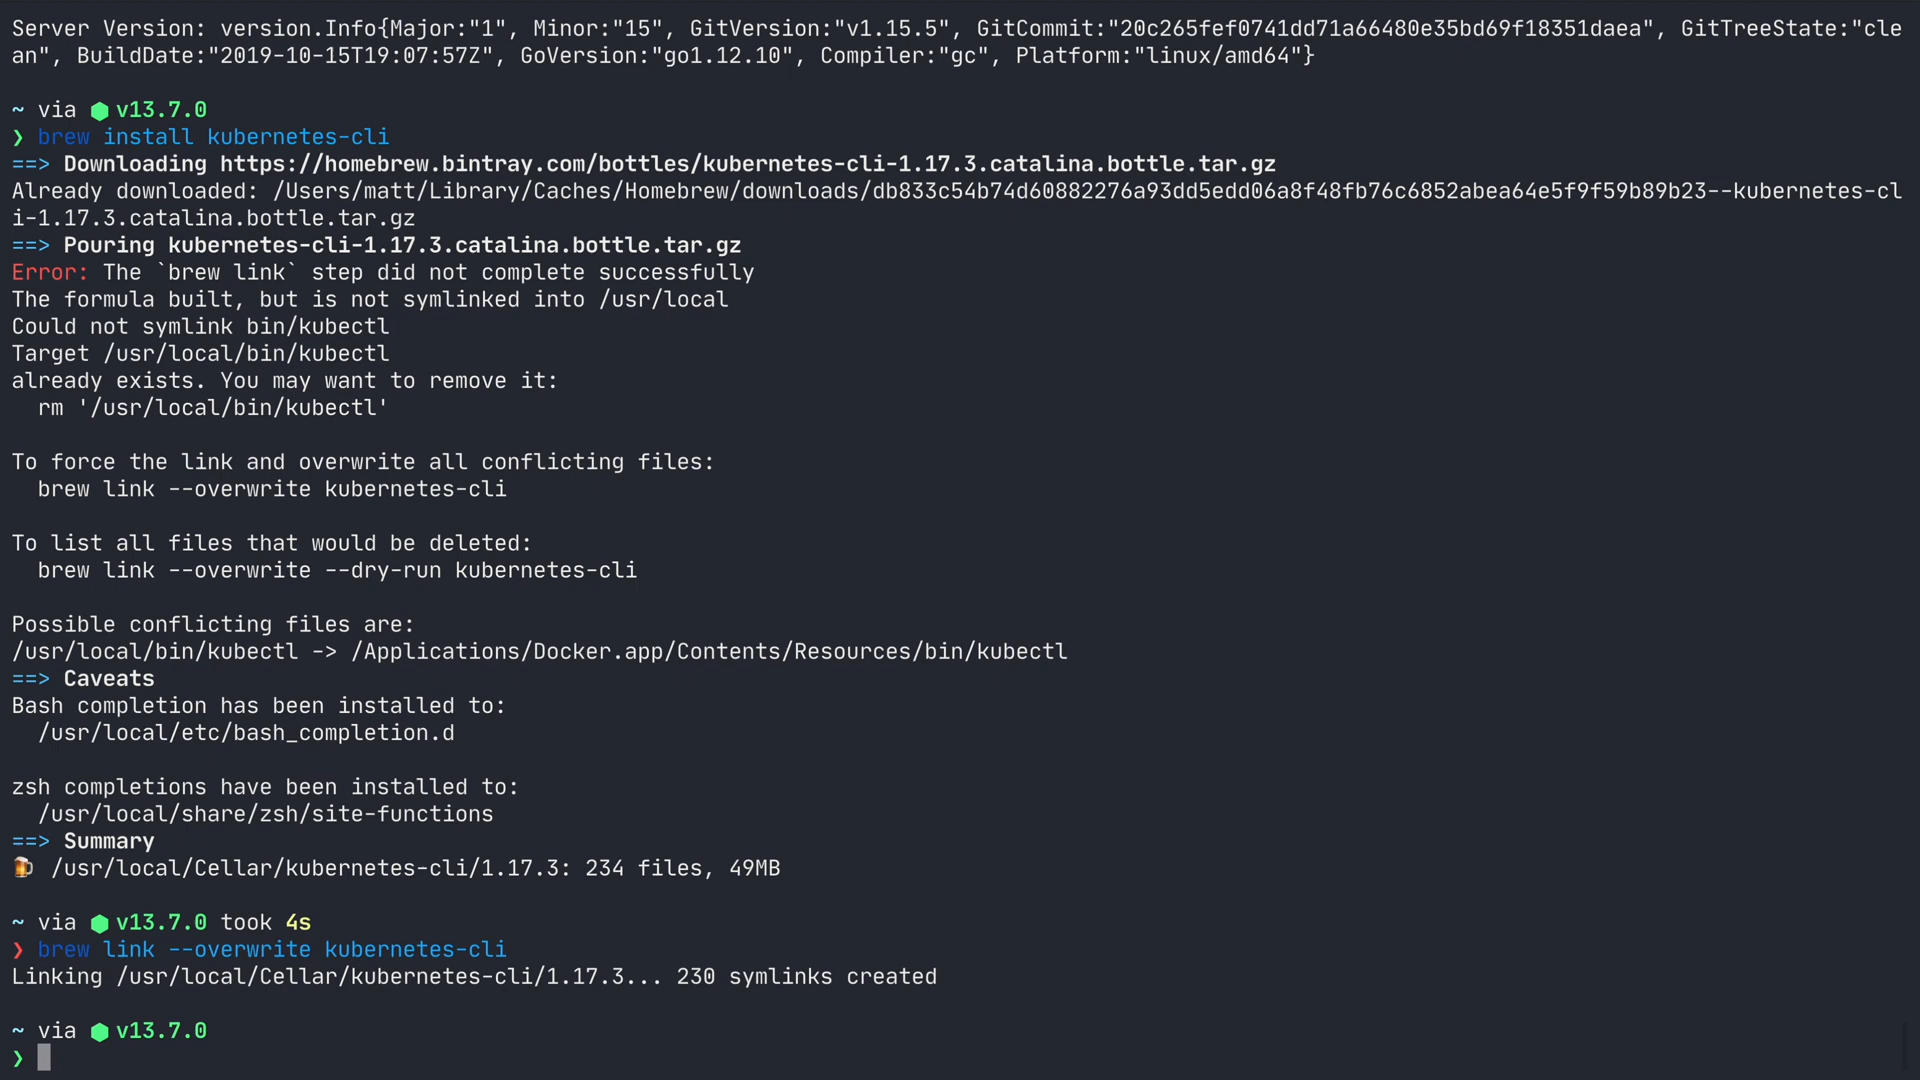 Server Version: version.Info{Major:"1", Minor:"15", GitVersion:"v1.15.5", GitCommit:"20c265fef0741dd71a66480e35bd69f18351daea", GitTreeState:"cle
an", BuildDate:"2019-10-15T19:07:57Z", GoVersion:"go1.12.10", Compiler:"gc", Platform:"linux/amd64"}
~ via ⬢ v13.7.0
❯ brew install kubernetes-cli
==> Downloading https://homebrew.bintray.com/bottles/kubernetes-cli-1.17.3.catalina.bottle.tar.gz
Already downloaded: /Users/matt/Library/Caches/Homebrew/downloads/db833c54b74d60882276a93dd5edd06a8f48fb76c6852abea64e5f9f59b89b23--kubernetes-cl
i-1.17.3.catalina.bottle.tar.gz
==> Pouring kubernetes-cli-1.17.3.catalina.bottle.tar.gz
Error: The `brew link` step did not complete successfully
The formula built, but is not symlinked into /usr/local
Could not symlink bin/kubectl
Target /usr/local/bin/kubectl
already exists. You may want to remove it:
  rm '/usr/local/bin/kubectl'
To force the link and overwrite all conflicting files:
  brew link --overwrite kubernetes-cli
To list all files that would be deleted:
  brew link --overwrite --dry-run kubernetes-cli
Possible conflicting files are:
/usr/local/bin/kubectl -> /Applications/Docker.app/Contents/Resources/bin/kubectl
==> Caveats
Bash completion has been installed to:
  /usr/local/etc/bash_completion.d
zsh completions have been installed to:
  /usr/local/share/zsh/site-functions
==> Summary
🍺 /usr/local/Cellar/kubernetes-cli/1.17.3: 234 files, 49MB
~ via ⬢ v13.7.0 took 4s
❯ brew link --overwrite kubernetes-cli
Linking /usr/local/Cellar/kubernetes-cli/1.17.3... 230 symlinks created
~ via ⬢ v13.7.0
❯